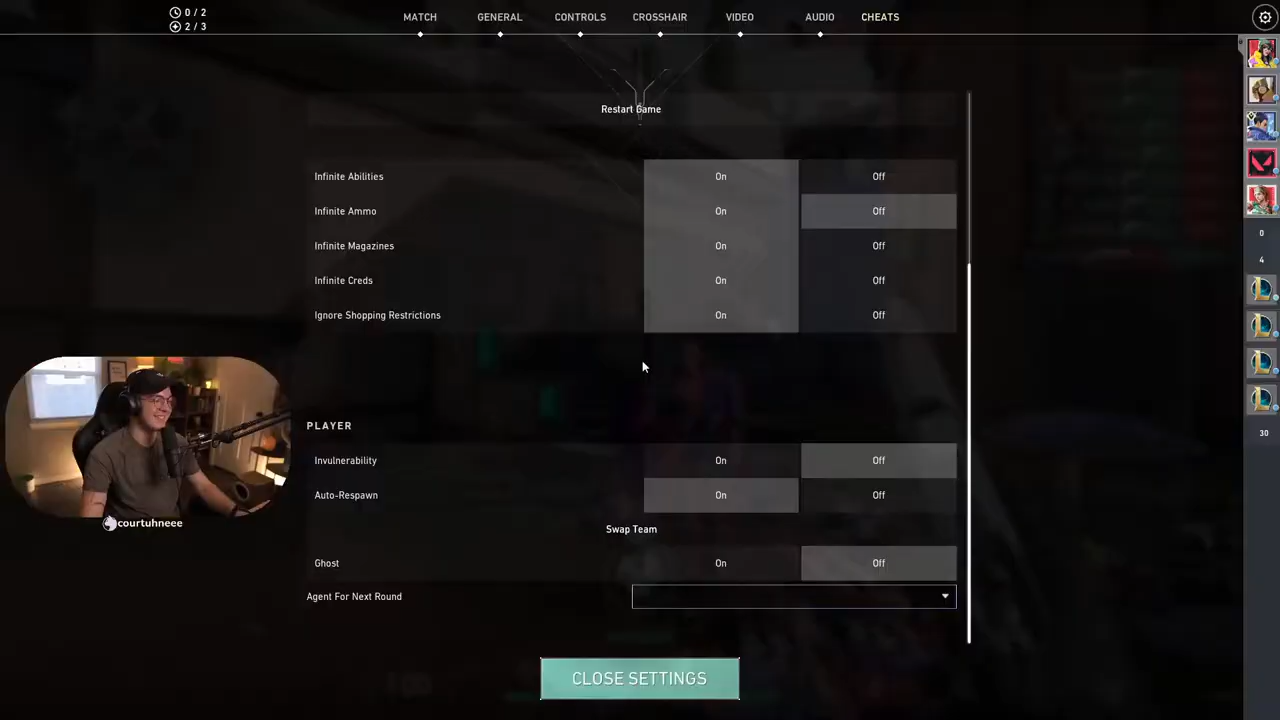 0 / 2
2 / 3
MATCH GENERAL CONTROLS CROSSHAIR VIDEO AUDIO CHEATS
Restart Game
Infinite Abilities On Off
Infinite Ammo On Off
Infinite Magazines On Off
Infinite Creds On Off
Ignore Shopping Restrictions On Off
PLAYER
Invulnerability On Off
Auto-Respawn On Off
Swap Team
Ghost On Off
Agent For Next Round
CLOSE SETTINGS
courtuhneee
0
4
30